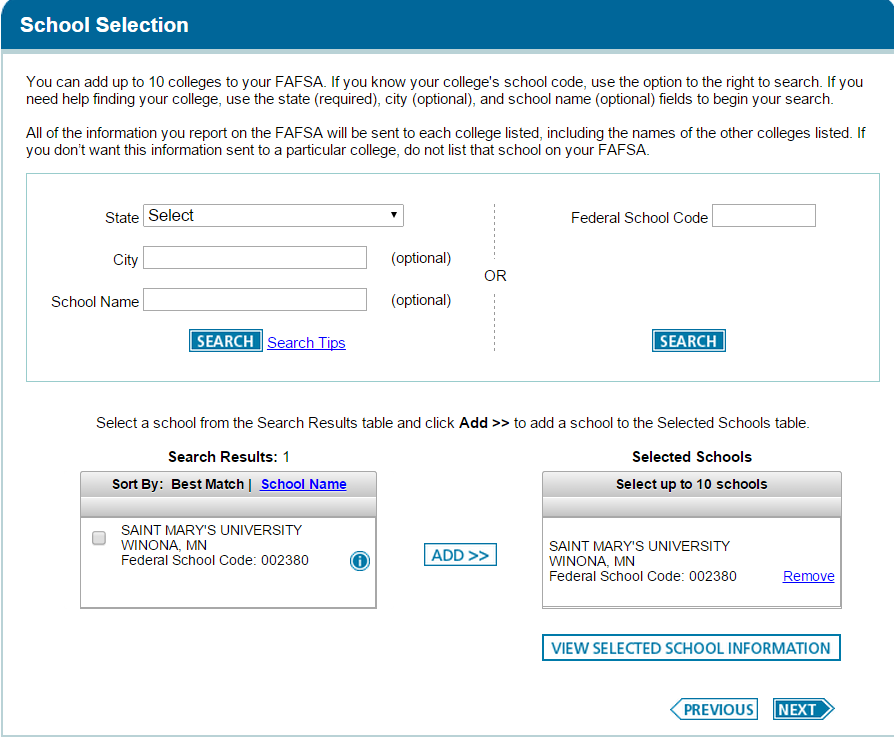 School Selection
You can add up to 10 colleges to your FAFSA. If you know your college's school code, use the option to the right to search. If you
need help finding your college, use the state (required), city (optional), and school name (optional) fields to begin your search.
All of the information you report on the FAFSA will be sent to each college listed, including the names of the other colleges listed. If
you don't want this information sent to a particular college, do not list that school on your FAFSA.
State Select
City (optional)
School Name (optional)
SEARCH Search Tips
OR
Federal School Code
SEARCH
Select a school from the Search Results table and click Add >> to add a school to the Selected Schools table.
Search Results: 1
Sort By: Best Match | School Name
SAINT MARY'S UNIVERSITY
WINONA, MN
Federal School Code: 002380
i
ADD >>
Selected Schools
Select up to 10 schools
SAINT MARY'S UNIVERSITY
WINONA, MN
Federal School Code: 002380 Remove
VIEW SELECTED SCHOOL INFORMATION
PREVIOUS NEXT